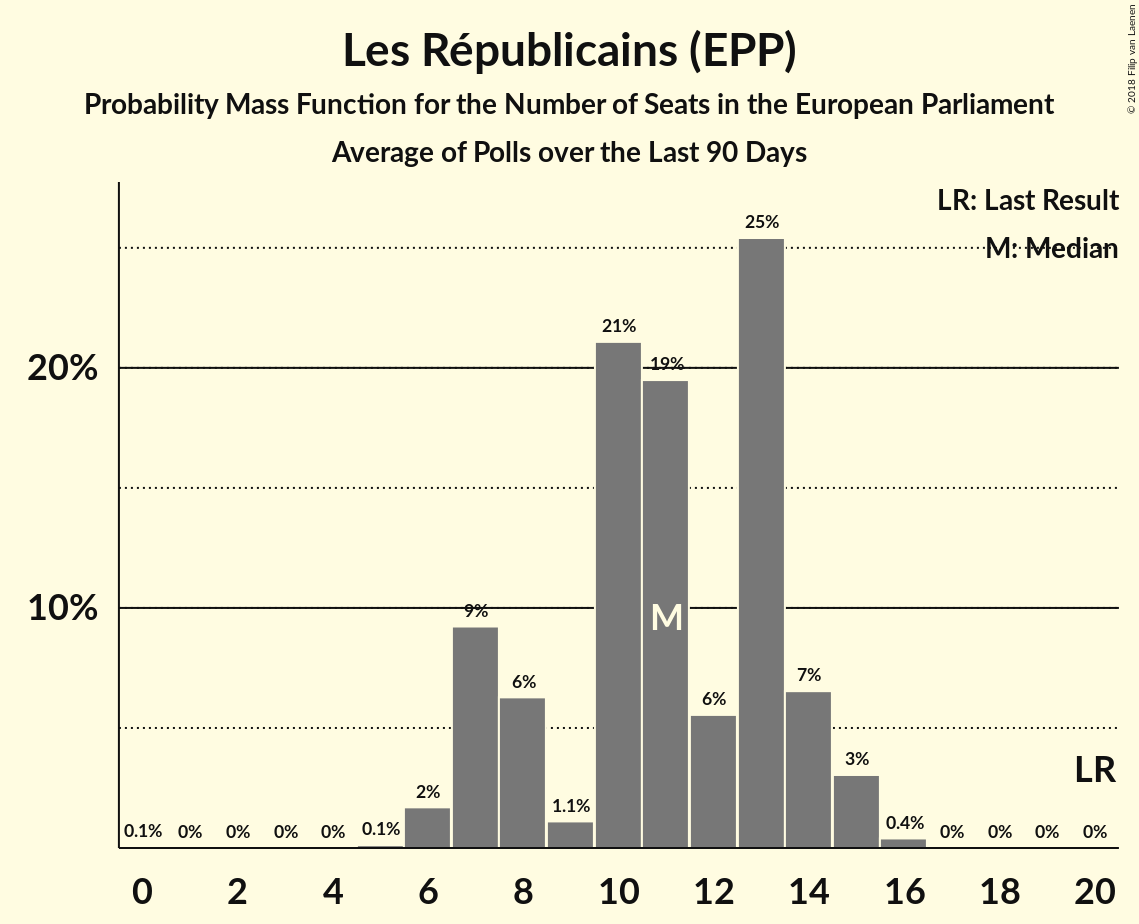 Les Républicains (EPP)
Probability Mass Function for the Number of Seats in the European Parliament
Average of Polls over the Last 90 Days
© 2018 Filip van Laenen
LR: Last Result
M: Median
25%
21%
20%
19%
10%
9%
M
6%
6%
7%
LR
2%
1.1%
3%
0.1% 0% 0% 0% 0% 0.1% 0.4% 0% 0% 0% 0%
0 2 4 6 8 10 12 14 16 18 20